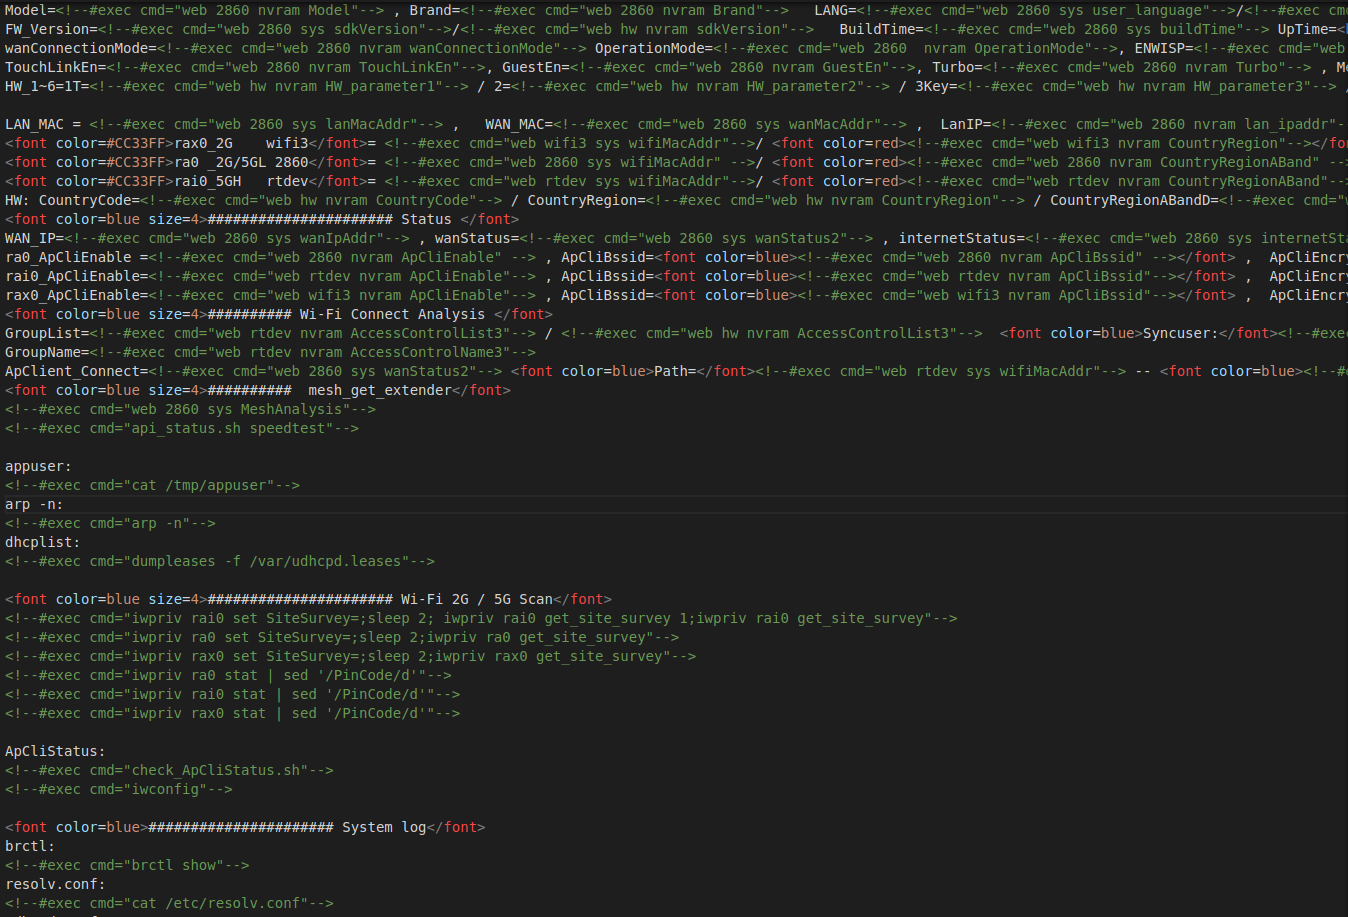 Model=<!--#exec cmd="web 2860 nvram Model"--> , Brand=<!--#exec cmd="web 2860 nvram Brand"-->   LANG=<!--#exec cmd="web 2860 sys user_language"-->/<!--#exec cm
FW_Version=<!--#exec cmd="web 2860 sys sdkVersion"-->/<!--#exec cmd="web hw nvram sdkVersion"-->   BuildTime=<!--#exec cmd="web 2860 sys buildTime"--> UpTime=<
wanConnectionMode=<!--#exec cmd="web 2860 nvram wanConnectionMode"--> OperationMode=<!--#exec cmd="web 2860  nvram OperationMode"-->, ENWISP=<!--#exec cmd="web
TouchLinkEn=<!--#exec cmd="web 2860 nvram TouchLinkEn"-->, GuestEn=<!--#exec cmd="web 2860 nvram GuestEn"-->, Turbo=<!--#exec cmd="web 2860 nvram Turbo"--> , M
HW_1~6=1T=<!--#exec cmd="web hw nvram HW_parameter1"--> / 2=<!--#exec cmd="web hw nvram HW_parameter2"--> / 3Key=<!--#exec cmd="web hw nvram HW_parameter3"--> /
LAN_MAC = <!--#exec cmd="web 2860 sys lanMacAddr"--> ,   WAN_MAC=<!--#exec cmd="web 2860 sys wanMacAddr"--> ,  LanIP=<!--#exec cmd="web 2860 nvram lan_ipaddr"-
<font color=#CC33FF>rax0_2G    wifi3</font>= <!--#exec cmd="web wifi3 sys wifiMacAddr"-->/ <font color=red><!--#exec cmd="web wifi3 nvram CountryRegion"--></fo
<font color=#CC33FF>ra0 _2G/5GL 2860</font>= <!--#exec cmd="web 2860 sys wifiMacAddr" -->/ <font color=red><!--#exec cmd="web 2860 nvram CountryRegionABand" --
<font color=#CC33FF>rai0_5GH   rtdev</font>= <!--#exec cmd="web rtdev sys wifiMacAddr"-->/ <font color=red><!--#exec cmd="web rtdev nvram CountryRegionABand"--
HW: CountryCode=<!--#exec cmd="web hw nvram CountryCode"--> / CountryRegion=<!--#exec cmd="web hw nvram CountryRegion"--> / CountryRegionABandD=<!--#exec cmd="
<font color=blue size=4>###################### Status </font>
WAN_IP=<!--#exec cmd="web 2860 sys wanIpAddr"--> , wanStatus=<!--#exec cmd="web 2860 sys wanStatus2"--> , internetStatus=<!--#exec cmd="web 2860 sys internetSt
ra0_ApCliEnable =<!--#exec cmd="web 2860 nvram ApCliEnable" --> , ApCliBssid=<font color=blue><!--#exec cmd="web 2860 nvram ApCliBssid" --></font> ,  ApCliEncry
rai0_ApCliEnable=<!--#exec cmd="web rtdev nvram ApCliEnable"--> , ApCliBssid=<font color=blue><!--#exec cmd="web rtdev nvram ApCliBssid"--></font> ,  ApCliEncry
rax0_ApCliEnable=<!--#exec cmd="web wifi3 nvram ApCliEnable"--> , ApCliBssid=<font color=blue><!--#exec cmd="web wifi3 nvram ApCliBssid"--></font> ,  ApCliEncry
<font color=blue size=4>########## Wi-Fi Connect Analysis </font>
GroupList=<!--#exec cmd="web rtdev nvram AccessControlList3"--> / <!--#exec cmd="web hw nvram AccessControlList3"-->  <font color=blue>Syncuser:</font><!--#exe
GroupName=<!--#exec cmd="web rtdev nvram AccessControlName3"-->
ApClient_Connect=<!--#exec cmd="web 2860 sys wanStatus2"--> <font color=blue>Path=</font><!--#exec cmd="web rtdev sys wifiMacAddr"--> -- <font color=blue><!--#
<font color=blue size=4>##########  mesh_get_extender</font>
<!--#exec cmd="web 2860 sys MeshAnalysis"-->
<!--#exec cmd="api_status.sh speedtest"-->
appuser:
<!--#exec cmd="cat /tmp/appuser"-->
arp -n:
<!--#exec cmd="arp -n"-->
dhcplist:
<!--#exec cmd="dumpleases -f /var/udhcpd.leases"-->
<font color=blue size=4>###################### Wi-Fi 2G / 5G Scan</font>
<!--#exec cmd="iwpriv rai0 set SiteSurvey=;sleep 2; iwpriv rai0 get_site_survey 1;iwpriv rai0 get_site_survey"-->
<!--#exec cmd="iwpriv ra0 set SiteSurvey=;sleep 2;iwpriv ra0 get_site_survey"-->
<!--#exec cmd="iwpriv rax0 set SiteSurvey=;sleep 2;iwpriv rax0 get_site_survey"-->
<!--#exec cmd="iwpriv ra0 stat | sed '/PinCode/d'"-->
<!--#exec cmd="iwpriv rai0 stat | sed '/PinCode/d'"-->
<!--#exec cmd="iwpriv rax0 stat | sed '/PinCode/d'"-->
ApCliStatus:
<!--#exec cmd="check_ApCliStatus.sh"-->
<!--#exec cmd="iwconfig"-->
<font color=blue>###################### System log</font>
brctl:
<!--#exec cmd="brctl show"-->
resolv.conf:
<!--#exec cmd="cat /etc/resolv.conf"-->